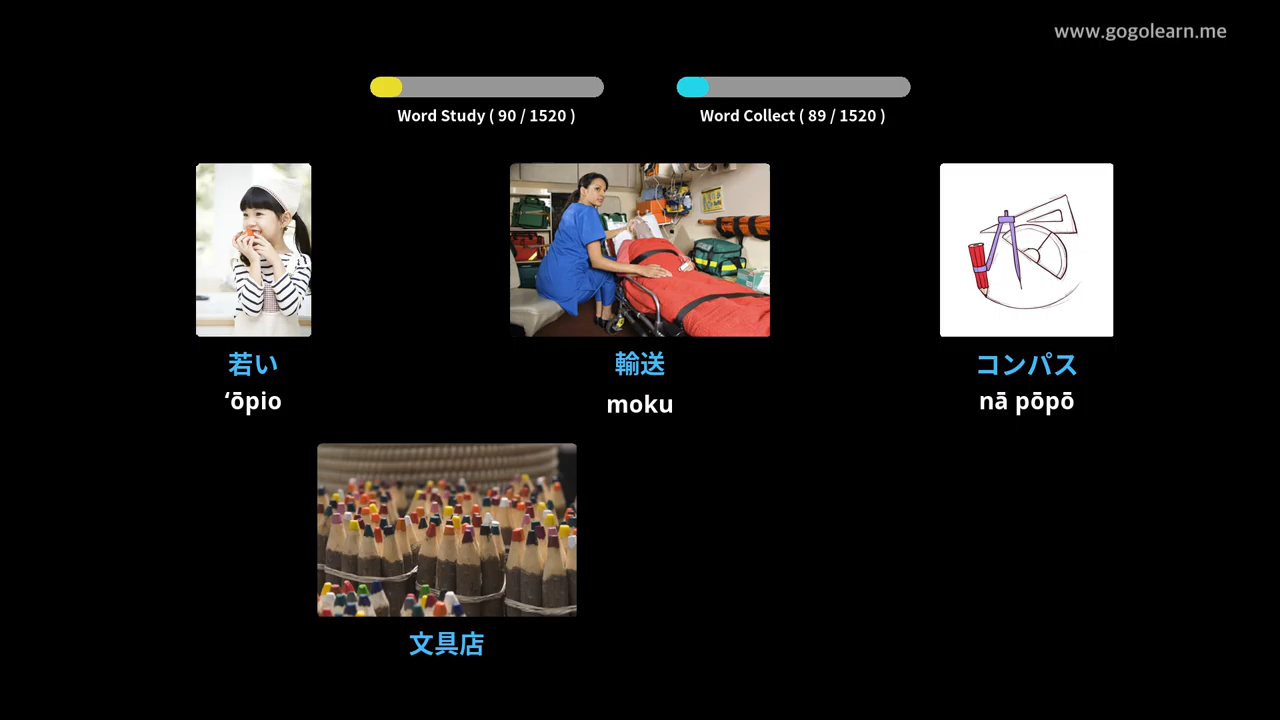 www.gogolearn.me
Word Study ( 90 / 1520 )
Word Collect ( 89 / 1520 )
若い
ʻōpio
輸送
moku
コンパス
nā pōpō
文具店